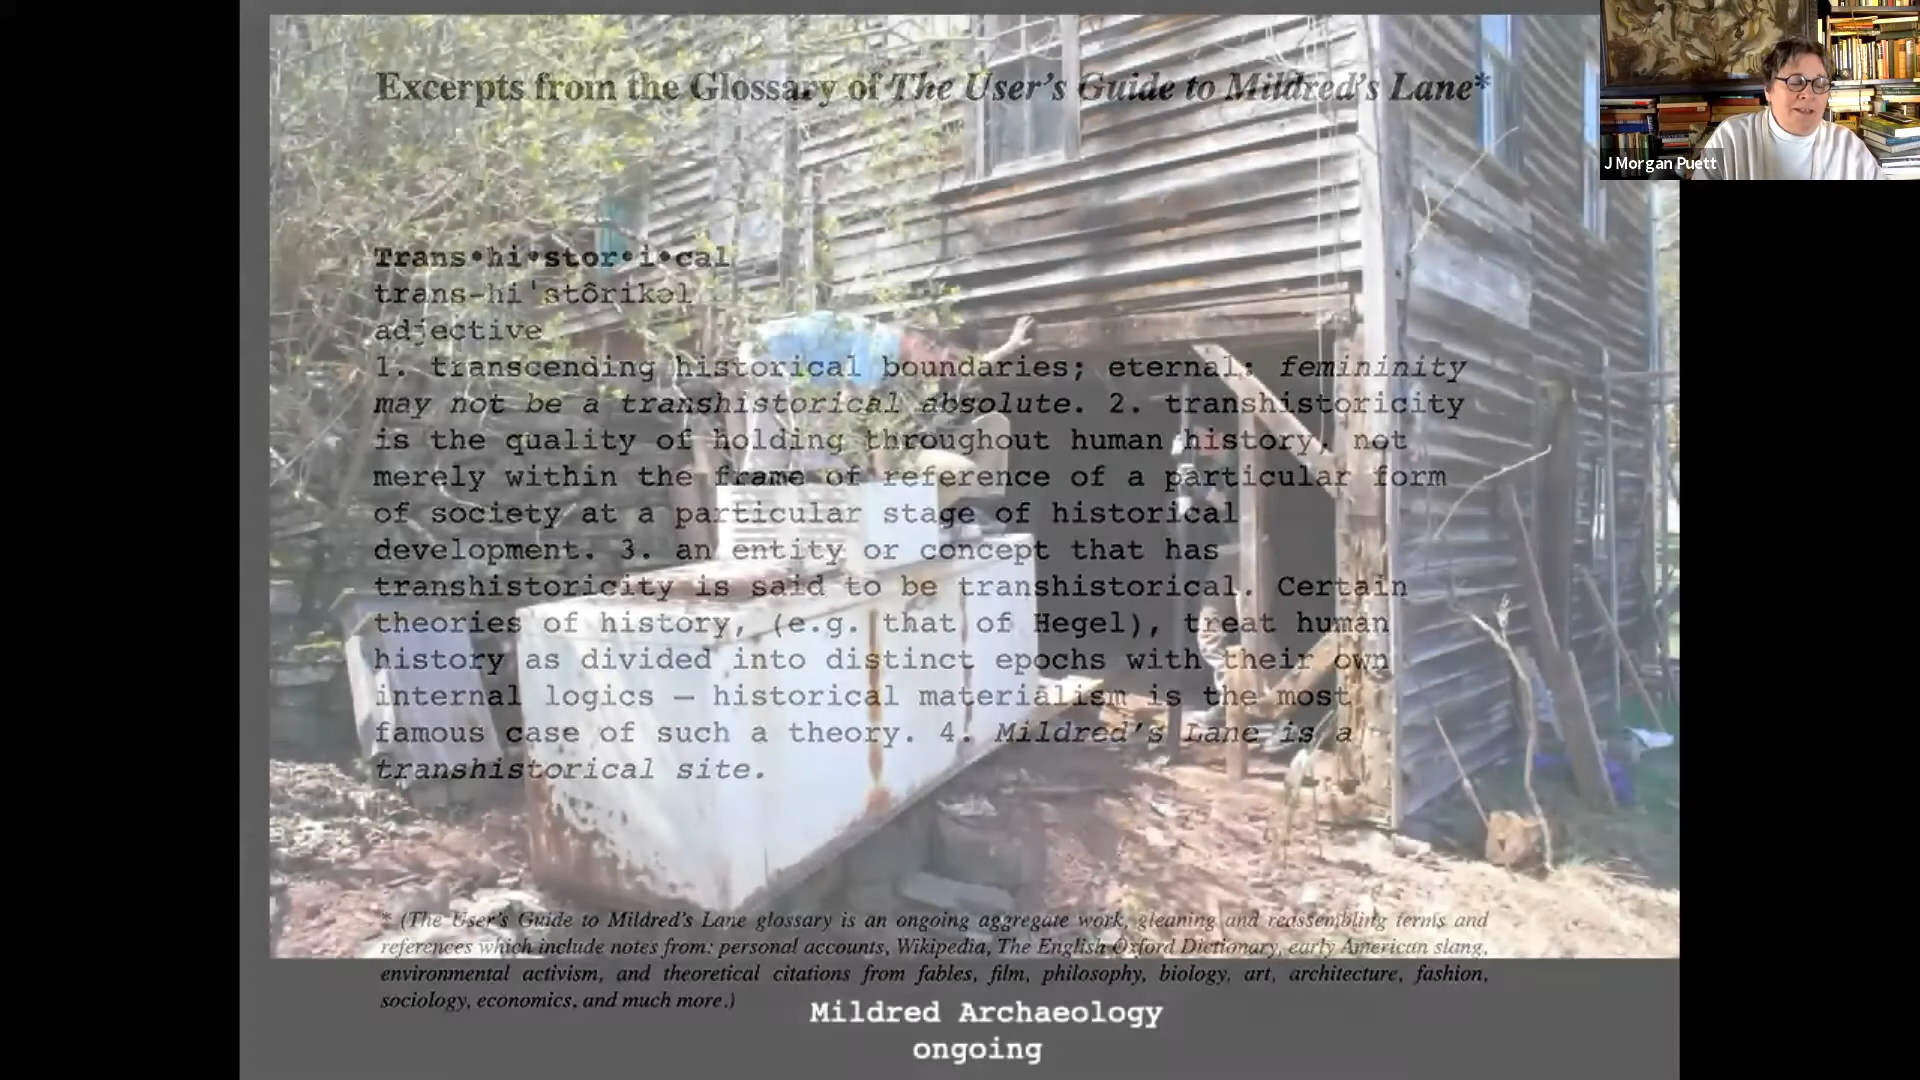 Excerpts from the Glossary of The User's Guide to Mildred's Lane*
J Morgan Puett
Trans•hi•stor•i•cal
trans-hiˈstôrikəl
adjective
1. transcending historical boundaries; eternal: femininity
may not be a transhistorical absolute. 2. transhistoricity
is the quality of holding throughout human history, not
merely within the frame of reference of a particular form
of society at a particular stage of historical
development. 3. an entity or concept that has
transhistoricity is said to be transhistorical. Certain
theories of history, (e.g. that of Hegel), treat human
history as divided into distinct epochs with their own
internal logics — historical materialism is the most
famous case of such a theory. 4. Mildred's Lane is a
transhistorical site.
* (The User's Guide to Mildred's Lane glossary is an ongoing aggregate work, gleaning and reassembling terms and
references which include notes from: personal accounts, Wikipedia, The English Oxford Dictionary, early American slang,
environmental activism, and theoretical citations from fables, film, philosophy, biology, art, architecture, fashion,
sociology, economics, and much more.)
Mildred Archaeology
ongoing